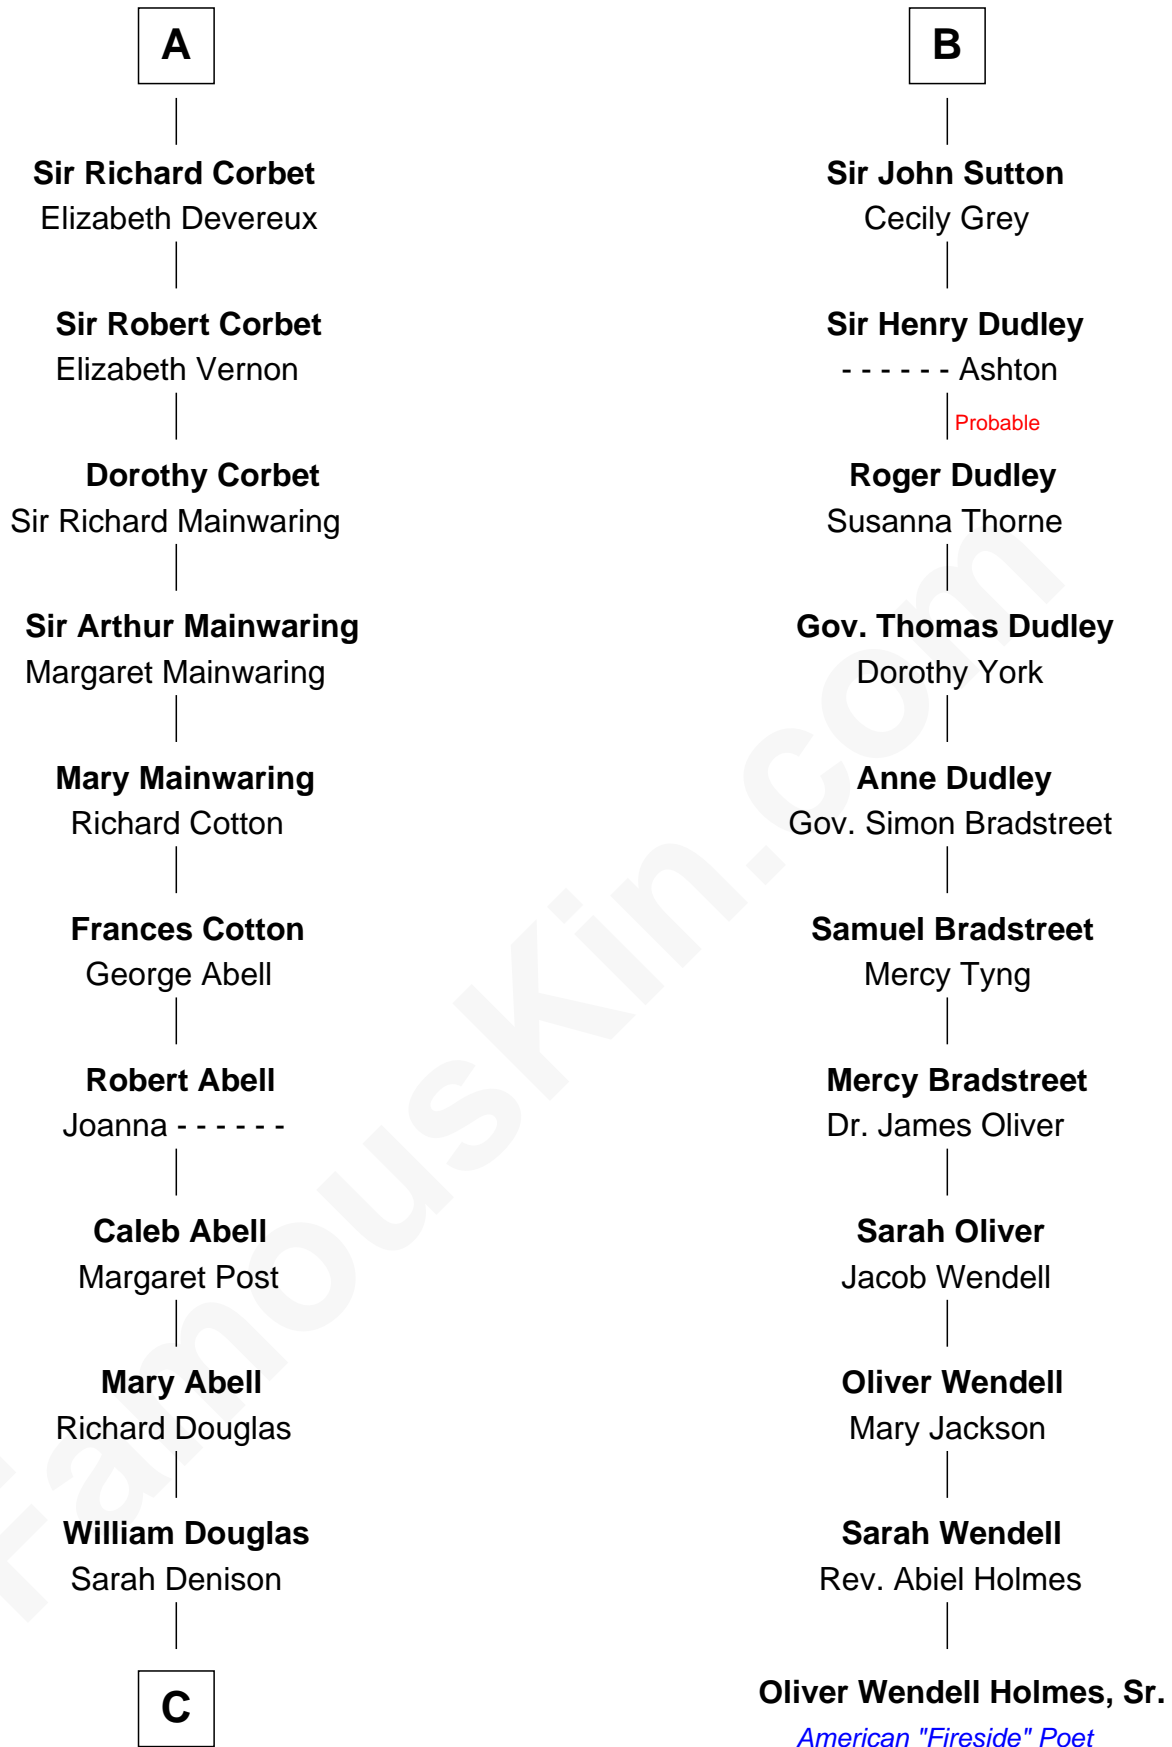 A
Sir Richard Corbet
Elizabeth Devereux
Sir Robert Corbet
Elizabeth Vernon
Dorothy Corbet
Sir Richard Mainwaring
Sir Arthur Mainwaring
Margaret Mainwaring
Mary Mainwaring
Richard Cotton
Frances Cotton
George Abell
Robert Abell
Joanna - - - - - -
Caleb Abell
Margaret Post
Mary Abell
Richard Douglas
William Douglas
Sarah Denison
C
B
Sir John Sutton
Cecily Grey
Sir Henry Dudley
- - - - - - Ashton
Probable
Roger Dudley
Susanna Thorne
Gov. Thomas Dudley
Dorothy York
Anne Dudley
Gov. Simon Bradstreet
Samuel Bradstreet
Mercy Tyng
Mercy Bradstreet
Dr. James Oliver
Sarah Oliver
Jacob Wendell
Oliver Wendell
Mary Jackson
Sarah Wendell
Rev. Abiel Holmes
Oliver Wendell Holmes, Sr.
American "Fireside" Poet
FamousKin.com